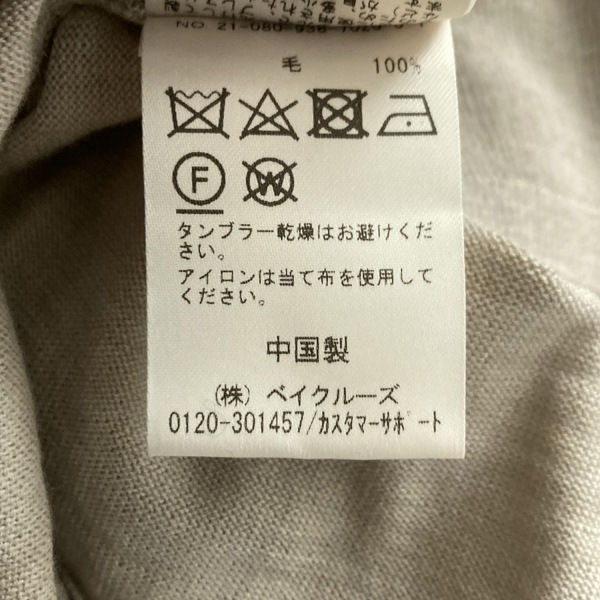 毛 100%
F W
タンブラー乾燥はお避けくだ
さい。
アイロンは当て布を使用して
ください。
中国製
(株) ベイクルーズ
0120-301457/カスタマーサポート